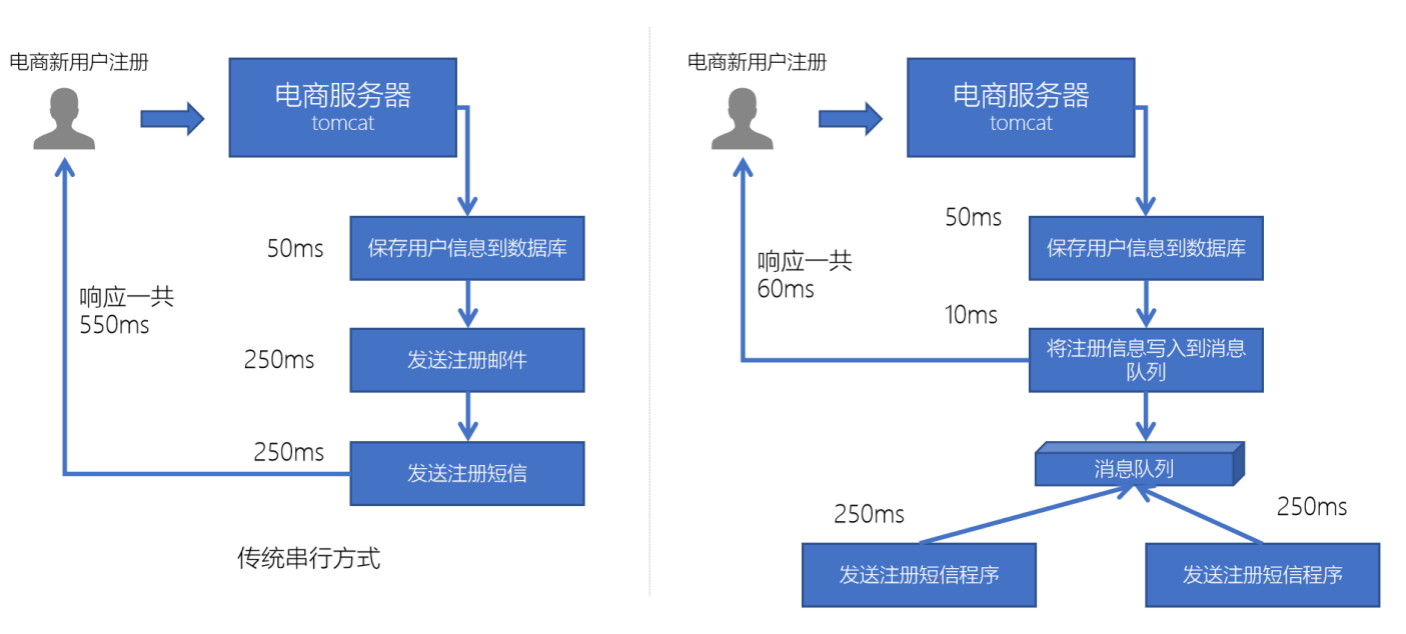 电商新用户注册
电商服务器
tomcat
50ms
保存用户信息到数据库
响应一共
550ms
250ms
发送注册邮件
250ms
发送注册短信
传统串行方式
电商新用户注册
电商服务器
tomcat
50ms
保存用户信息到数据库
响应一共
60ms
10ms
将注册信息写入到消息
队列
消息队列
250ms
250ms
发送注册短信程序
发送注册短信程序